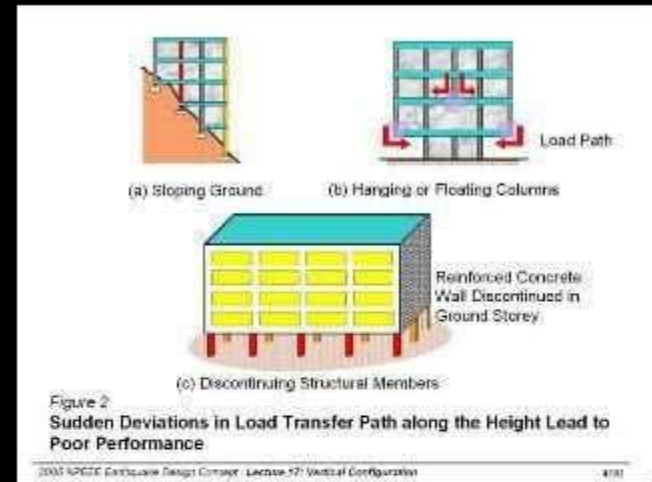 (a) Sloping Ground
(b) Hanging or Floating Columns
Load Path
Reinforced Concrete
Wall Discontinued in
Ground Storey
(c) Discontinuing Structural Members
Figure 2
Sudden Deviations in Load Transfer Path along the Height Lead to
Poor Performance
Earthquake Design Concept Lecture 17: Vertical Configuration